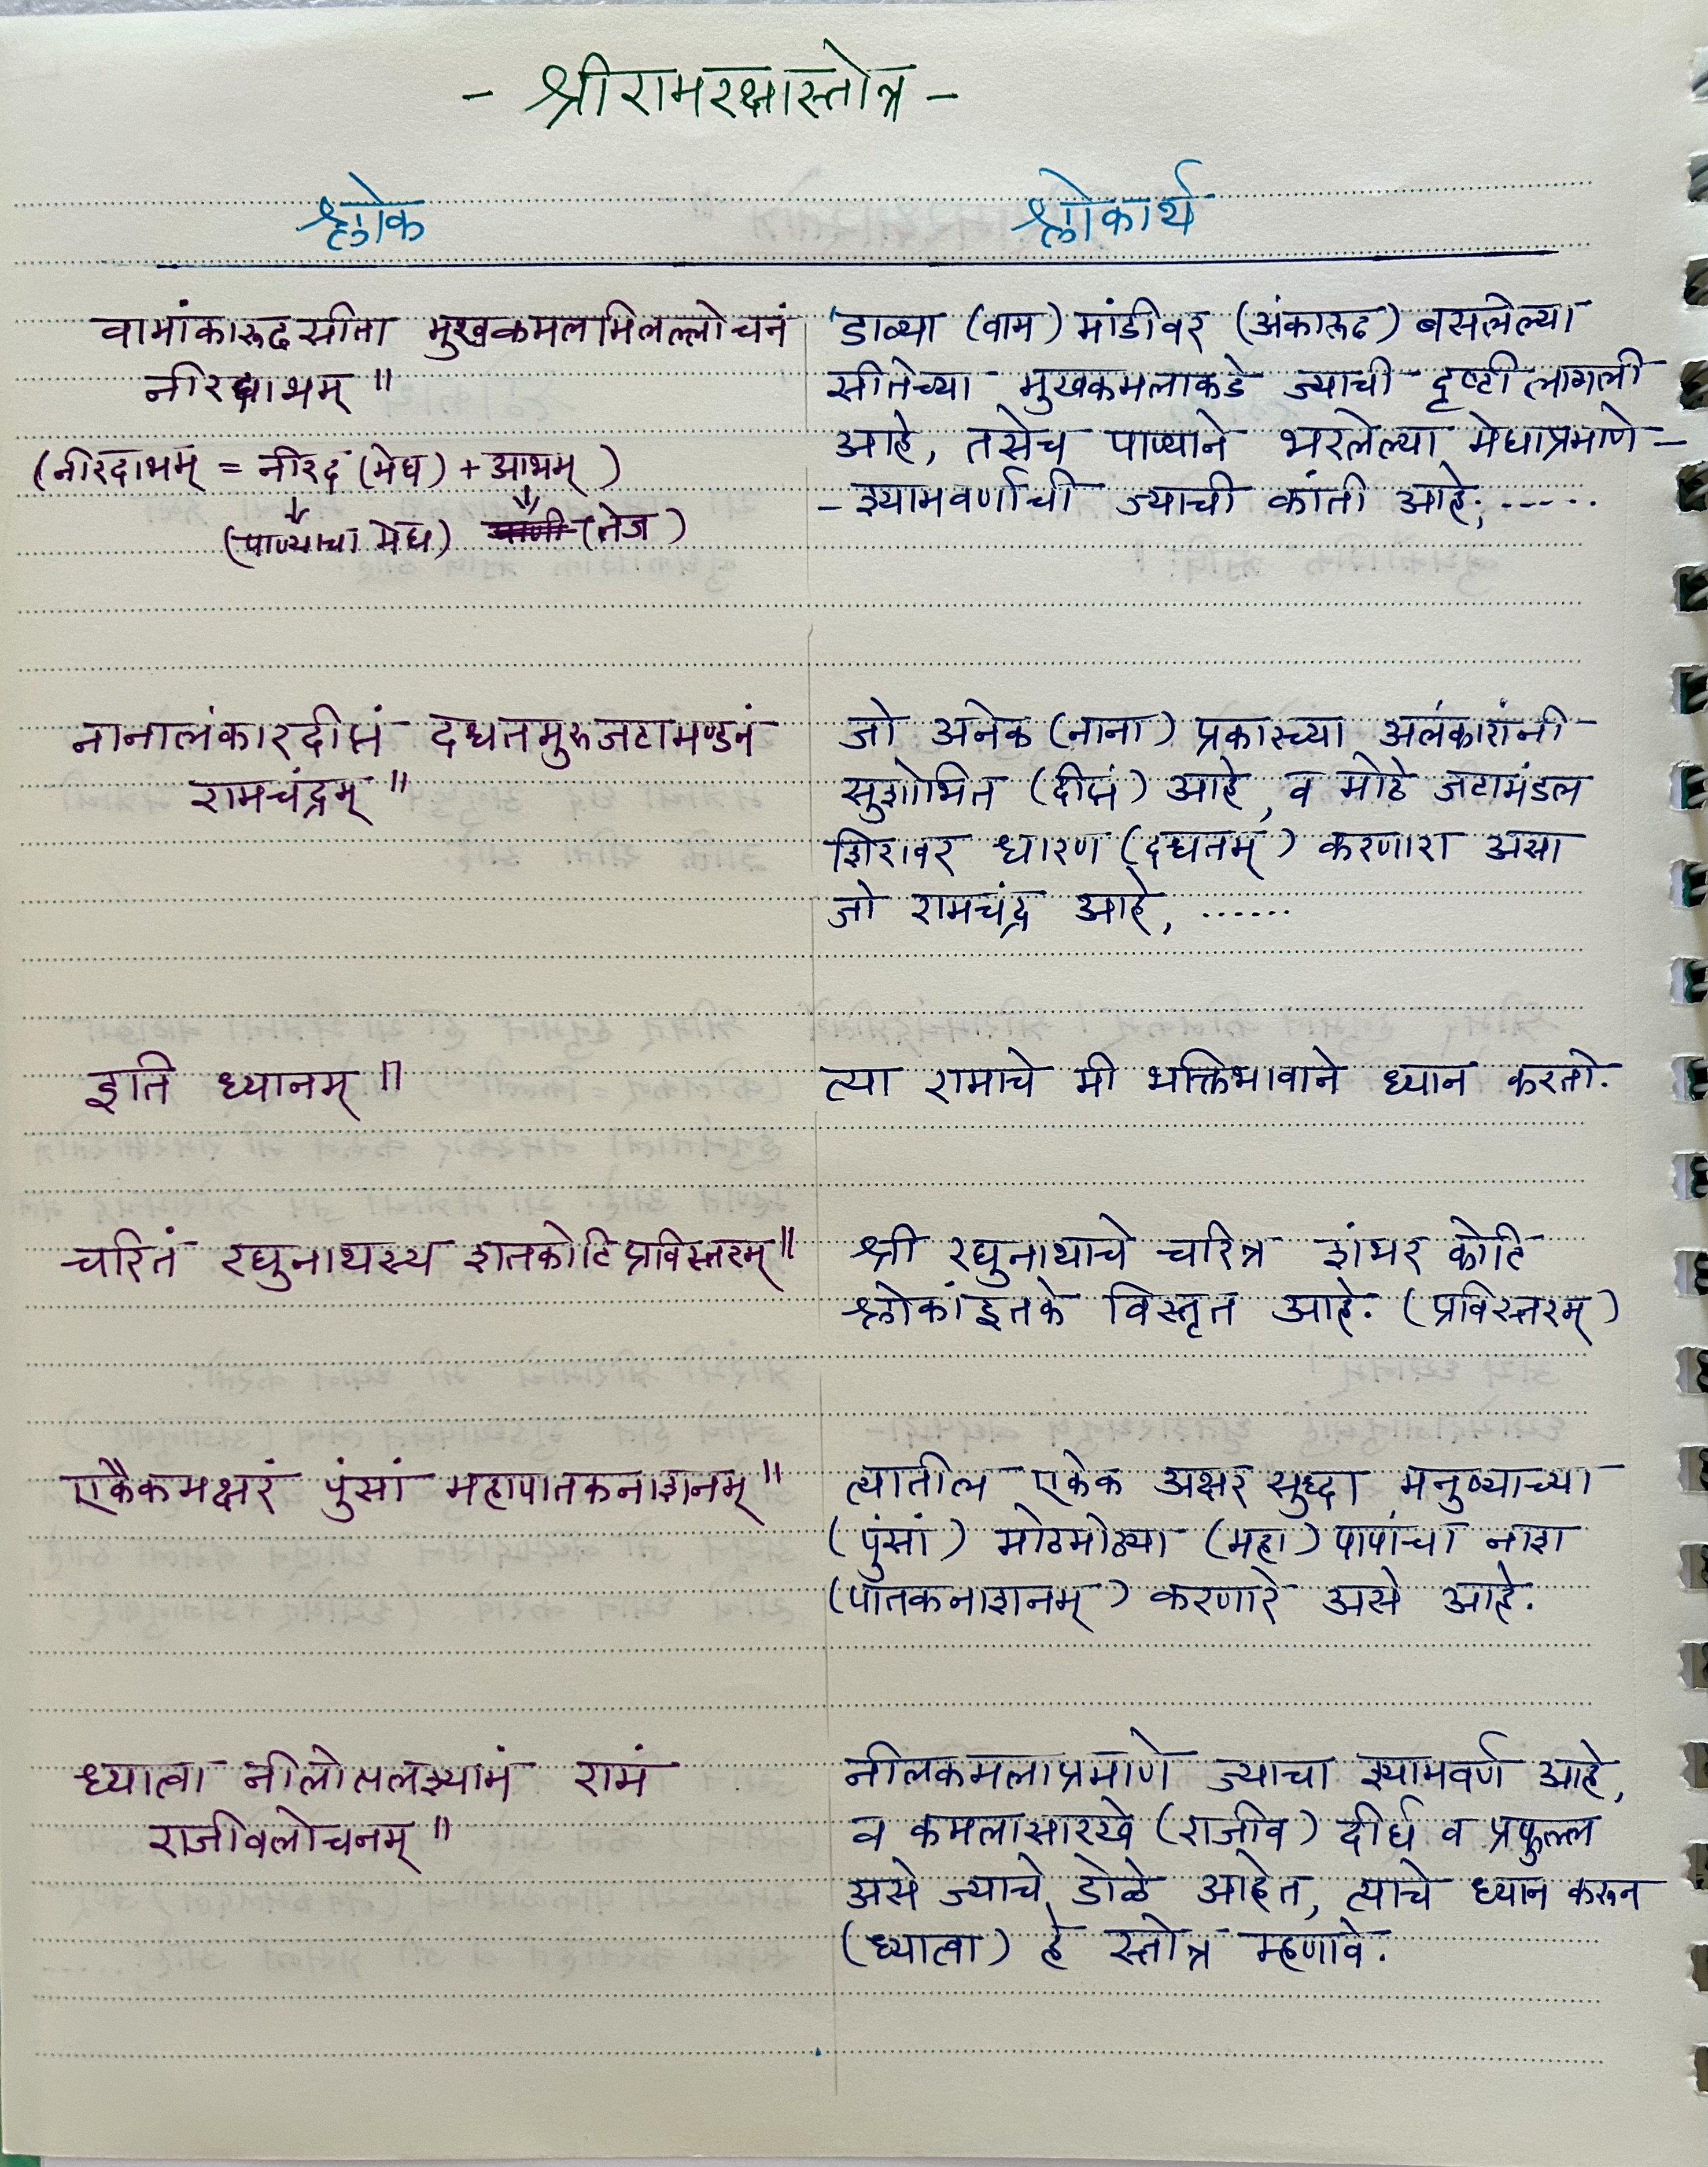 - श्रीरामरक्षास्तोत्र -
श्लोक
श्लोकार्थ
वामांकारूढसीता मुखकमलमिलल्लोचनं
नीरदाभम् ॥
(नीरदाभम् = नीरद (मेघ) + आभम्)
↓ ↓
(पाण्याचा मेघ) (तेज)
डाव्या (वाम) मांडीवर (अंकारूढ) बसलेल्या
सीतेच्या मुखकमलाकडे ज्याची दृष्टी लागली
आहे, तसेच पाण्याने भरलेल्या मेघाप्रमाणे -
- श्यामवर्णाची ज्याची कांती आहे; .....
नानालंकारदीप्तं दधतमुरुजटामण्डनं
रामचंद्रम् ॥
जो अनेक (नाना) प्रकारच्या अलंकारांनी
सुशोभित (दीप्तं) आहे, व मोठे जटामंडल
शिरावर धारण (दधतम्) करणारा असा
जो रामचंद्र आहे, ......
इति ध्यानम् ॥
त्या रामाचे मी भक्तिभावाने ध्यान करतो.
चरितं रघुनाथस्य शतकोटि प्रविस्तरम् ॥
श्री रघुनाथाचे चरित्र शंभर कोटि
श्लोकांइतके विस्तृत आहे. (प्रविस्तरम्)
एकैकमक्षरं पुंसां महापातकनाशनम् ॥
त्यातील एकेक अक्षर सुद्धा मनुष्याच्या
(पुंसां) मोठमोठ्या (महा) पापांचा नाश
(पातकनाशनम्) करणारे असे आहे.
ध्यात्वा नीलोत्पलश्यामं रामं
राजीवलोचनम् ॥
नीलकमलाप्रमाणे ज्याचा श्यामवर्ण आहे,
व कमलासारखे (राजीव) दीर्घ व प्रफुल्ल
असे ज्याचे डोळे आहेत, त्याचे ध्यान करून
(ध्यात्वा) हे स्तोत्र म्हणावे.